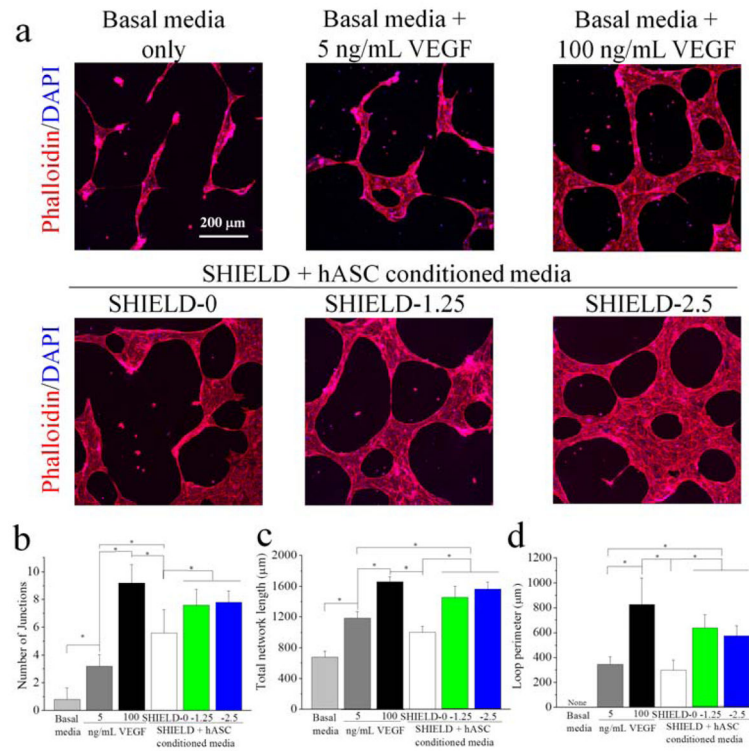 a
Basal media
only
Basal media +
5 ng/mL VEGF
Basal media +
100 ng/mL VEGF
Phalloidin/DAPI
200 μm
SHIELD + hASC conditioned media
SHIELD-0
SHIELD-1.25
SHIELD-2.5
Phalloidin/DAPI
b
Number of Junctions
10
8
6
4
2
0
*
*
*
*
*
Basal
media
5
100
ng/mL VEGF
SHIELD-0 -1.25 -2.5
SHIELD + hASC
conditioned media
c
Total network length (μm)
2000
1600
1200
800
400
0
*
*
*
*
*
Basal
media
5
100
ng/mL VEGF
SHIELD-0 -1.25 -2.5
SHIELD + hASC
conditioned media
d
Loop perimeter (μm)
1200
1000
800
600
400
200
0
*
*
*
*
None
Basal
media
5
100
ng/mL VEGF
SHIELD-0 -1.25 -2.5
SHIELD + hASC
conditioned media